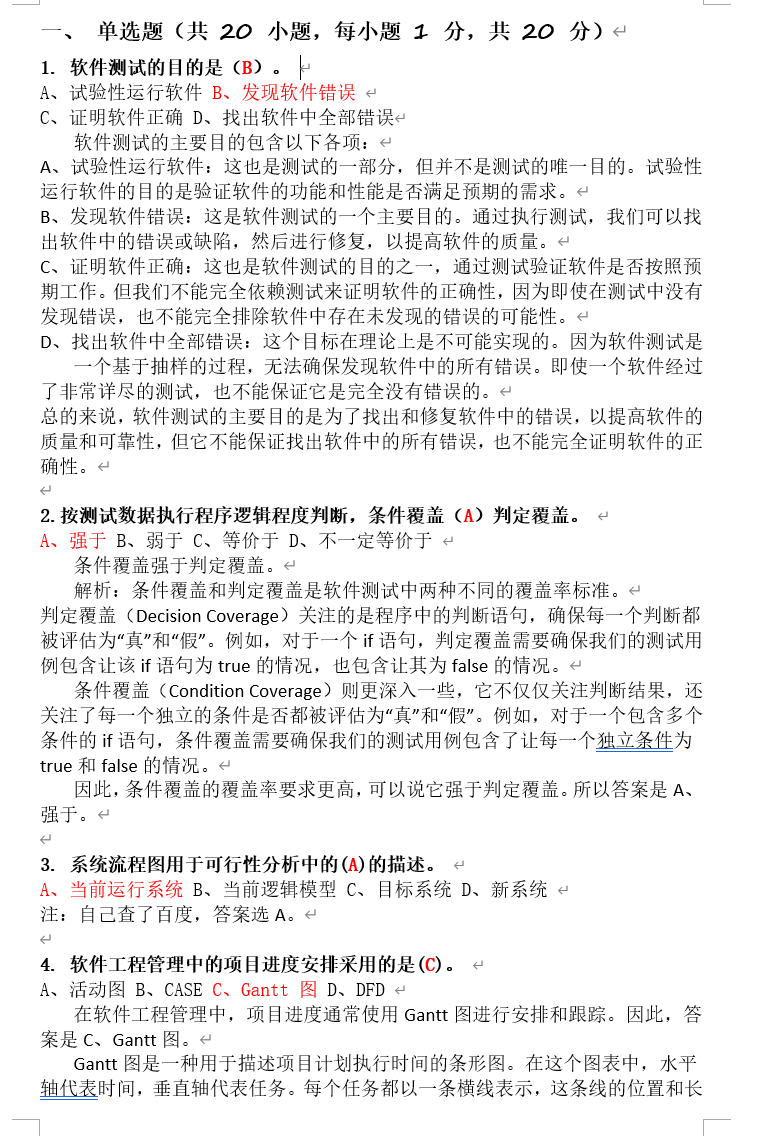 一、 单选题（共 20 小题，每小题 1 分，共 20 分）
1. 软件测试的目的是（B）。
A、试验性运行软件 B、发现软件错误
C、证明软件正确 D、找出软件中全部错误
软件测试的主要目的包含以下各项：
A、试验性运行软件：这也是测试的一部分，但并不是测试的唯一目的。试验性
运行软件的目的是验证软件的功能和性能是否满足预期的需求。
B、发现软件错误：这是软件测试的一个主要目的。通过执行测试，我们可以找
出软件中的错误或缺陷，然后进行修复，以提高软件的质量。
C、证明软件正确：这也是软件测试的目的之一，通过测试验证软件是否按照预
期工作。但我们不能完全依赖测试来证明软件的正确性，因为即使在测试中没有
发现错误，也不能完全排除软件中存在未发现的错误的可能性。
D、找出软件中全部错误：这个目标在理论上是不可能实现的。因为软件测试是
一个基于抽样的过程，无法确保发现软件中的所有错误。即使一个软件经过
了非常详尽的测试，也不能保证它是完全没有错误的。
总的来说，软件测试的主要目的是为了找出和修复软件中的错误，以提高软件的
质量和可靠性，但它不能保证找出软件中的所有错误，也不能完全证明软件的正
确性。
2.按测试数据执行程序逻辑程度判断，条件覆盖（A）判定覆盖。
A、强于 B、弱于 C、等价于 D、不一定等价于
条件覆盖强于判定覆盖。
解析：条件覆盖和判定覆盖是软件测试中两种不同的覆盖率标准。
判定覆盖（Decision Coverage）关注的是程序中的判断语句，确保每一个判断都
被评估为“真”和“假”。例如，对于一个 if 语句，判定覆盖需要确保我们的测试用
例包含让该 if 语句为 true 的情况，也包含让其为 false 的情况。
条件覆盖（Condition Coverage）则更深入一些，它不仅仅关注判断结果，还
关注了每一个独立的条件是否都被评估为“真”和“假”。例如，对于一个包含多个
条件的 if 语句，条件覆盖需要确保我们的测试用例包含了让每一个独立条件为
true 和 false 的情况。
因此，条件覆盖的覆盖率要求更高，可以说它强于判定覆盖。所以答案是 A、
强于。
3. 系统流程图用于可行性分析中的(A)的描述。
A、当前运行系统 B、当前逻辑模型 C、目标系统 D、新系统
注：自己查了百度，答案选 A。
4. 软件工程管理中的项目进度安排采用的是(C)。
A、活动图 B、CASE C、Gantt 图 D、DFD
在软件工程管理中，项目进度通常使用 Gantt 图进行安排和跟踪。因此，答
案是 C、Gantt 图。
Gantt 图是一种用于描述项目计划执行时间的条形图。在这个图表中，水平
轴代表时间，垂直轴代表任务。每个任务都以一条横线表示，这条线的位置和长